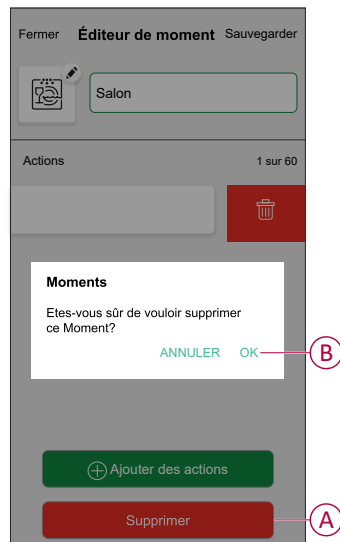 Fermer Éditeur de moment Sauvegarder
Salon
Actions 1 sur 60
Moments
Etes-vous sûr de vouloir supprimer
ce Moment?
ANNULER OK
B
Ajouter des actions
Supprimer
A